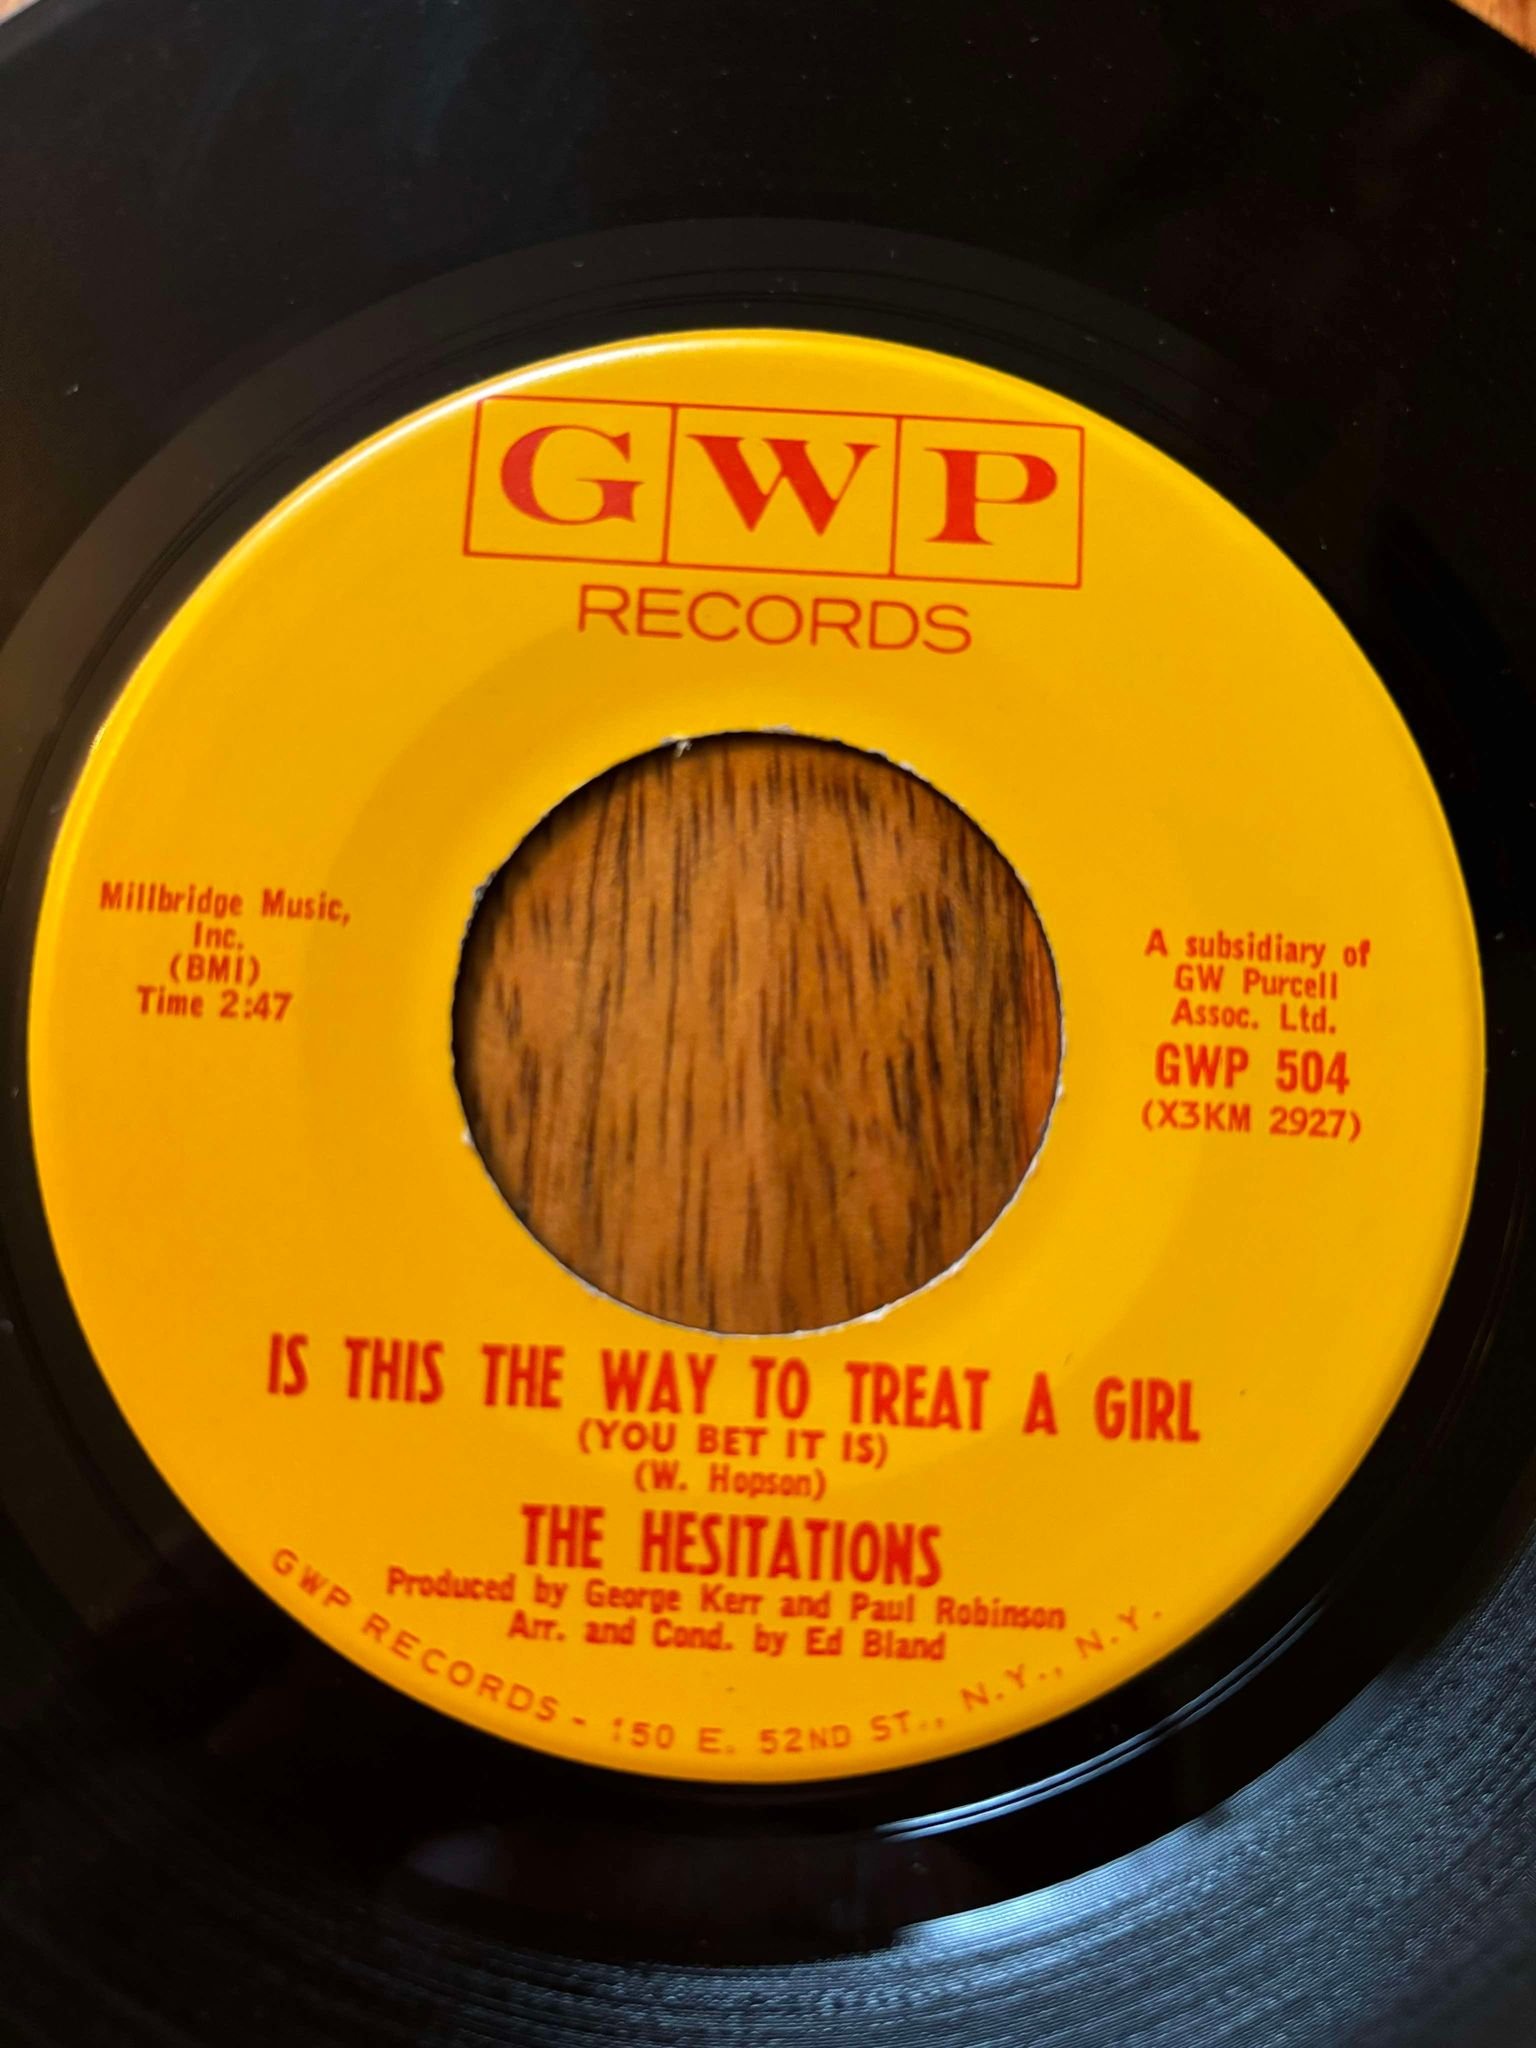 GWP
RECORDS
Millbridge Music,
Inc.
(BMI)
Time 2:47
A subsidiary of
GW Purcell
Assoc. Ltd.
GWP 504
(X3KM 2927)
IS THIS THE WAY TO TREAT A GIRL
(YOU BET IT IS)
(W. Hopson)
THE HESITATIONS
Produced by George Kerr and Paul Robinson
Arr. and Cond. by Ed Bland
GWP RECORDS - 150 E. 52ND ST., N.Y., N.Y.